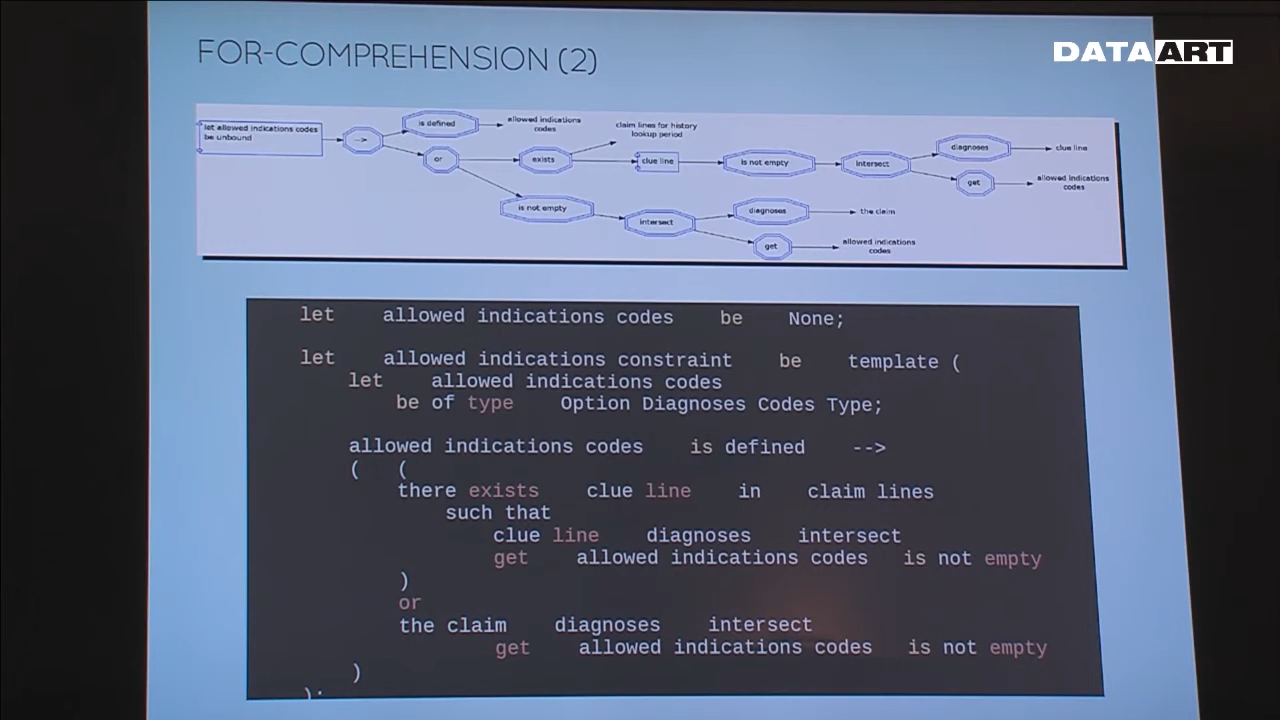 FOR-COMPREHENSION (2)
DATAART
let allowed indications codes
be unbound
-->
is defined
allowed indications
codes
or
exists
claim lines for history
lookup period
clue line
is not empty
intersect
diagnoses
clue line
get
allowed indications
codes
is not empty
intersect
diagnoses
the claim
get
allowed indications
codes
let allowed indications codes be None;
let allowed indications constraint be template (
let allowed indications codes
be of type Option Diagnoses Codes Type;
allowed indications codes is defined -->
( (
there exists clue line in claim lines
such that
clue line diagnoses intersect
get allowed indications codes is not empty
)
or
the claim diagnoses intersect
get allowed indications codes is not empty
)
);